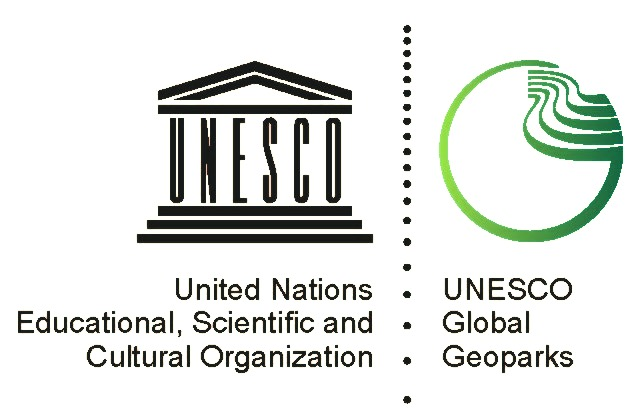 UNESCO
United Nations
Educational, Scientific and
Cultural Organization
UNESCO
Global
Geoparks